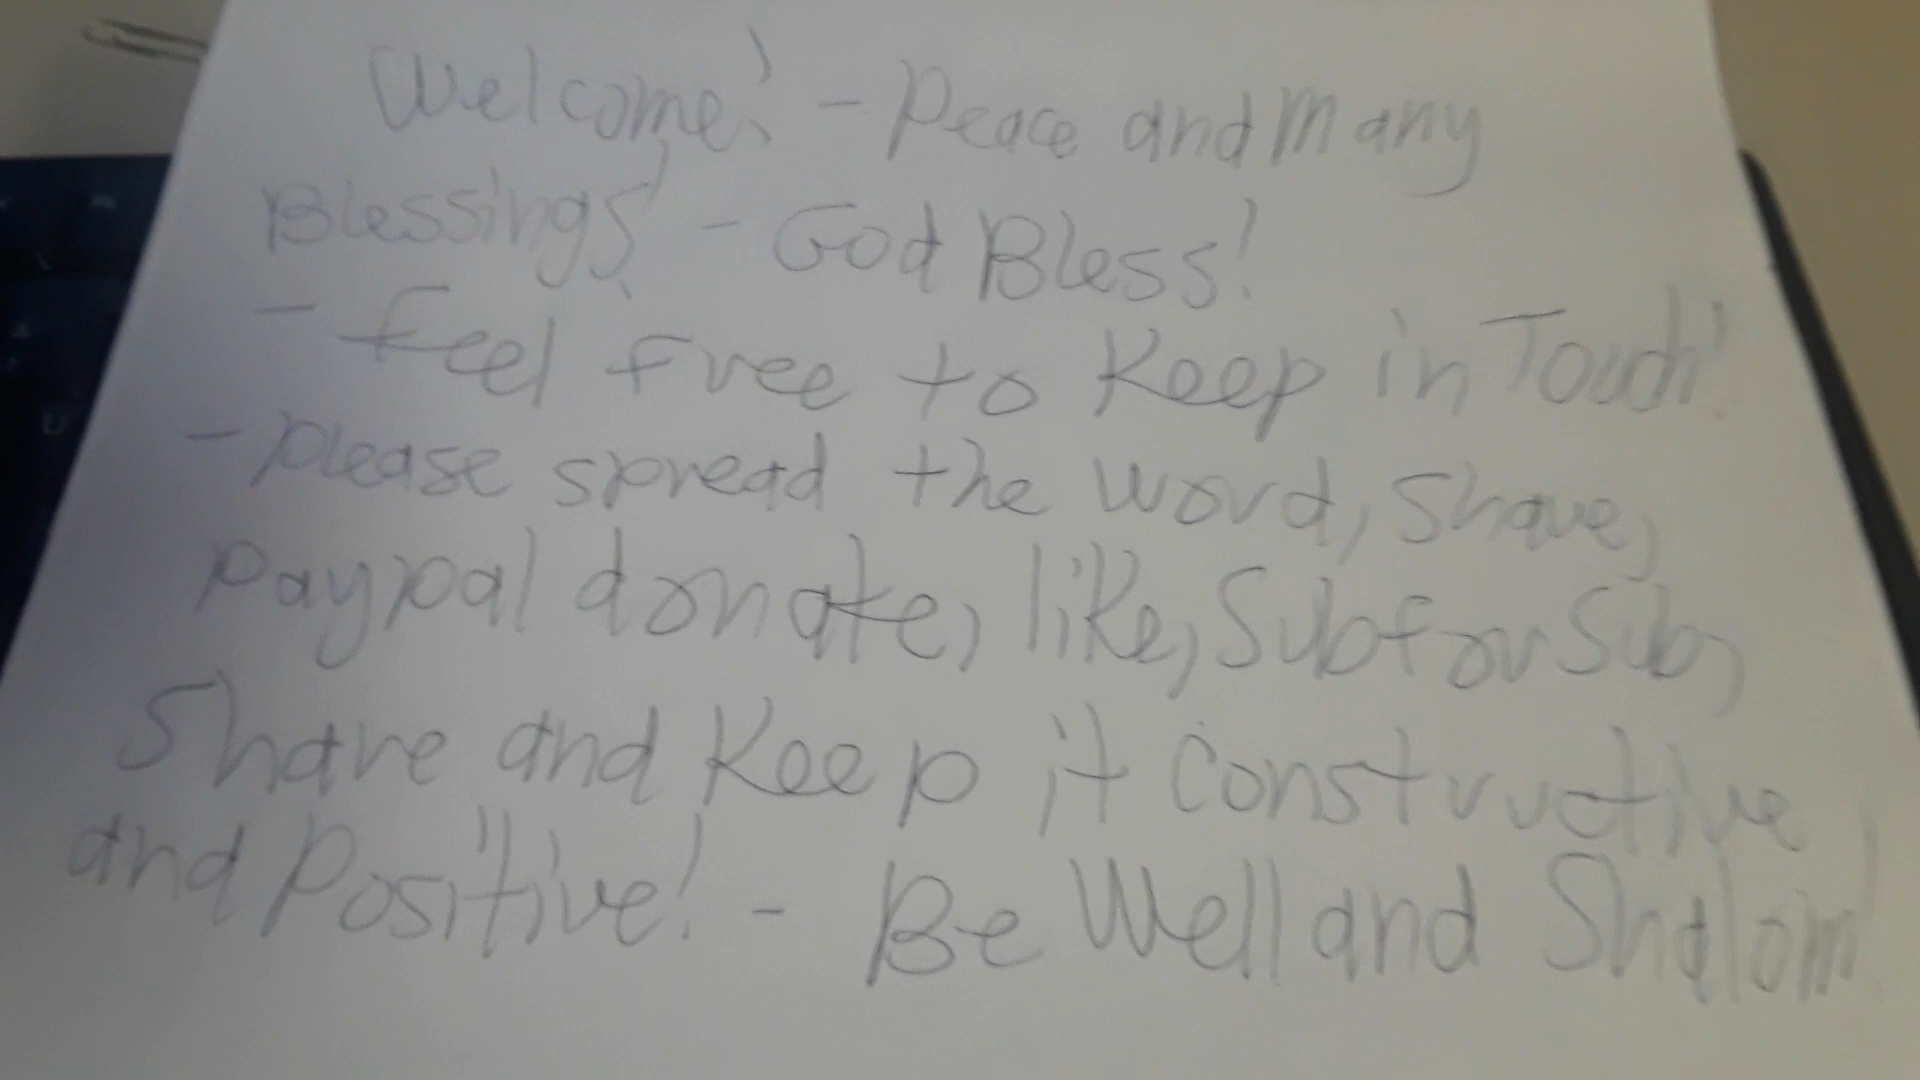 Welcome! - Peace and Many
Blessings! - God Bless!
- Feel Free to Keep in Touch!
- please spread the word, Share,
Paypal donate, like, Sub for Sub,
Share and Keep it Constructive
and Positive! - Be Well and Shalom!